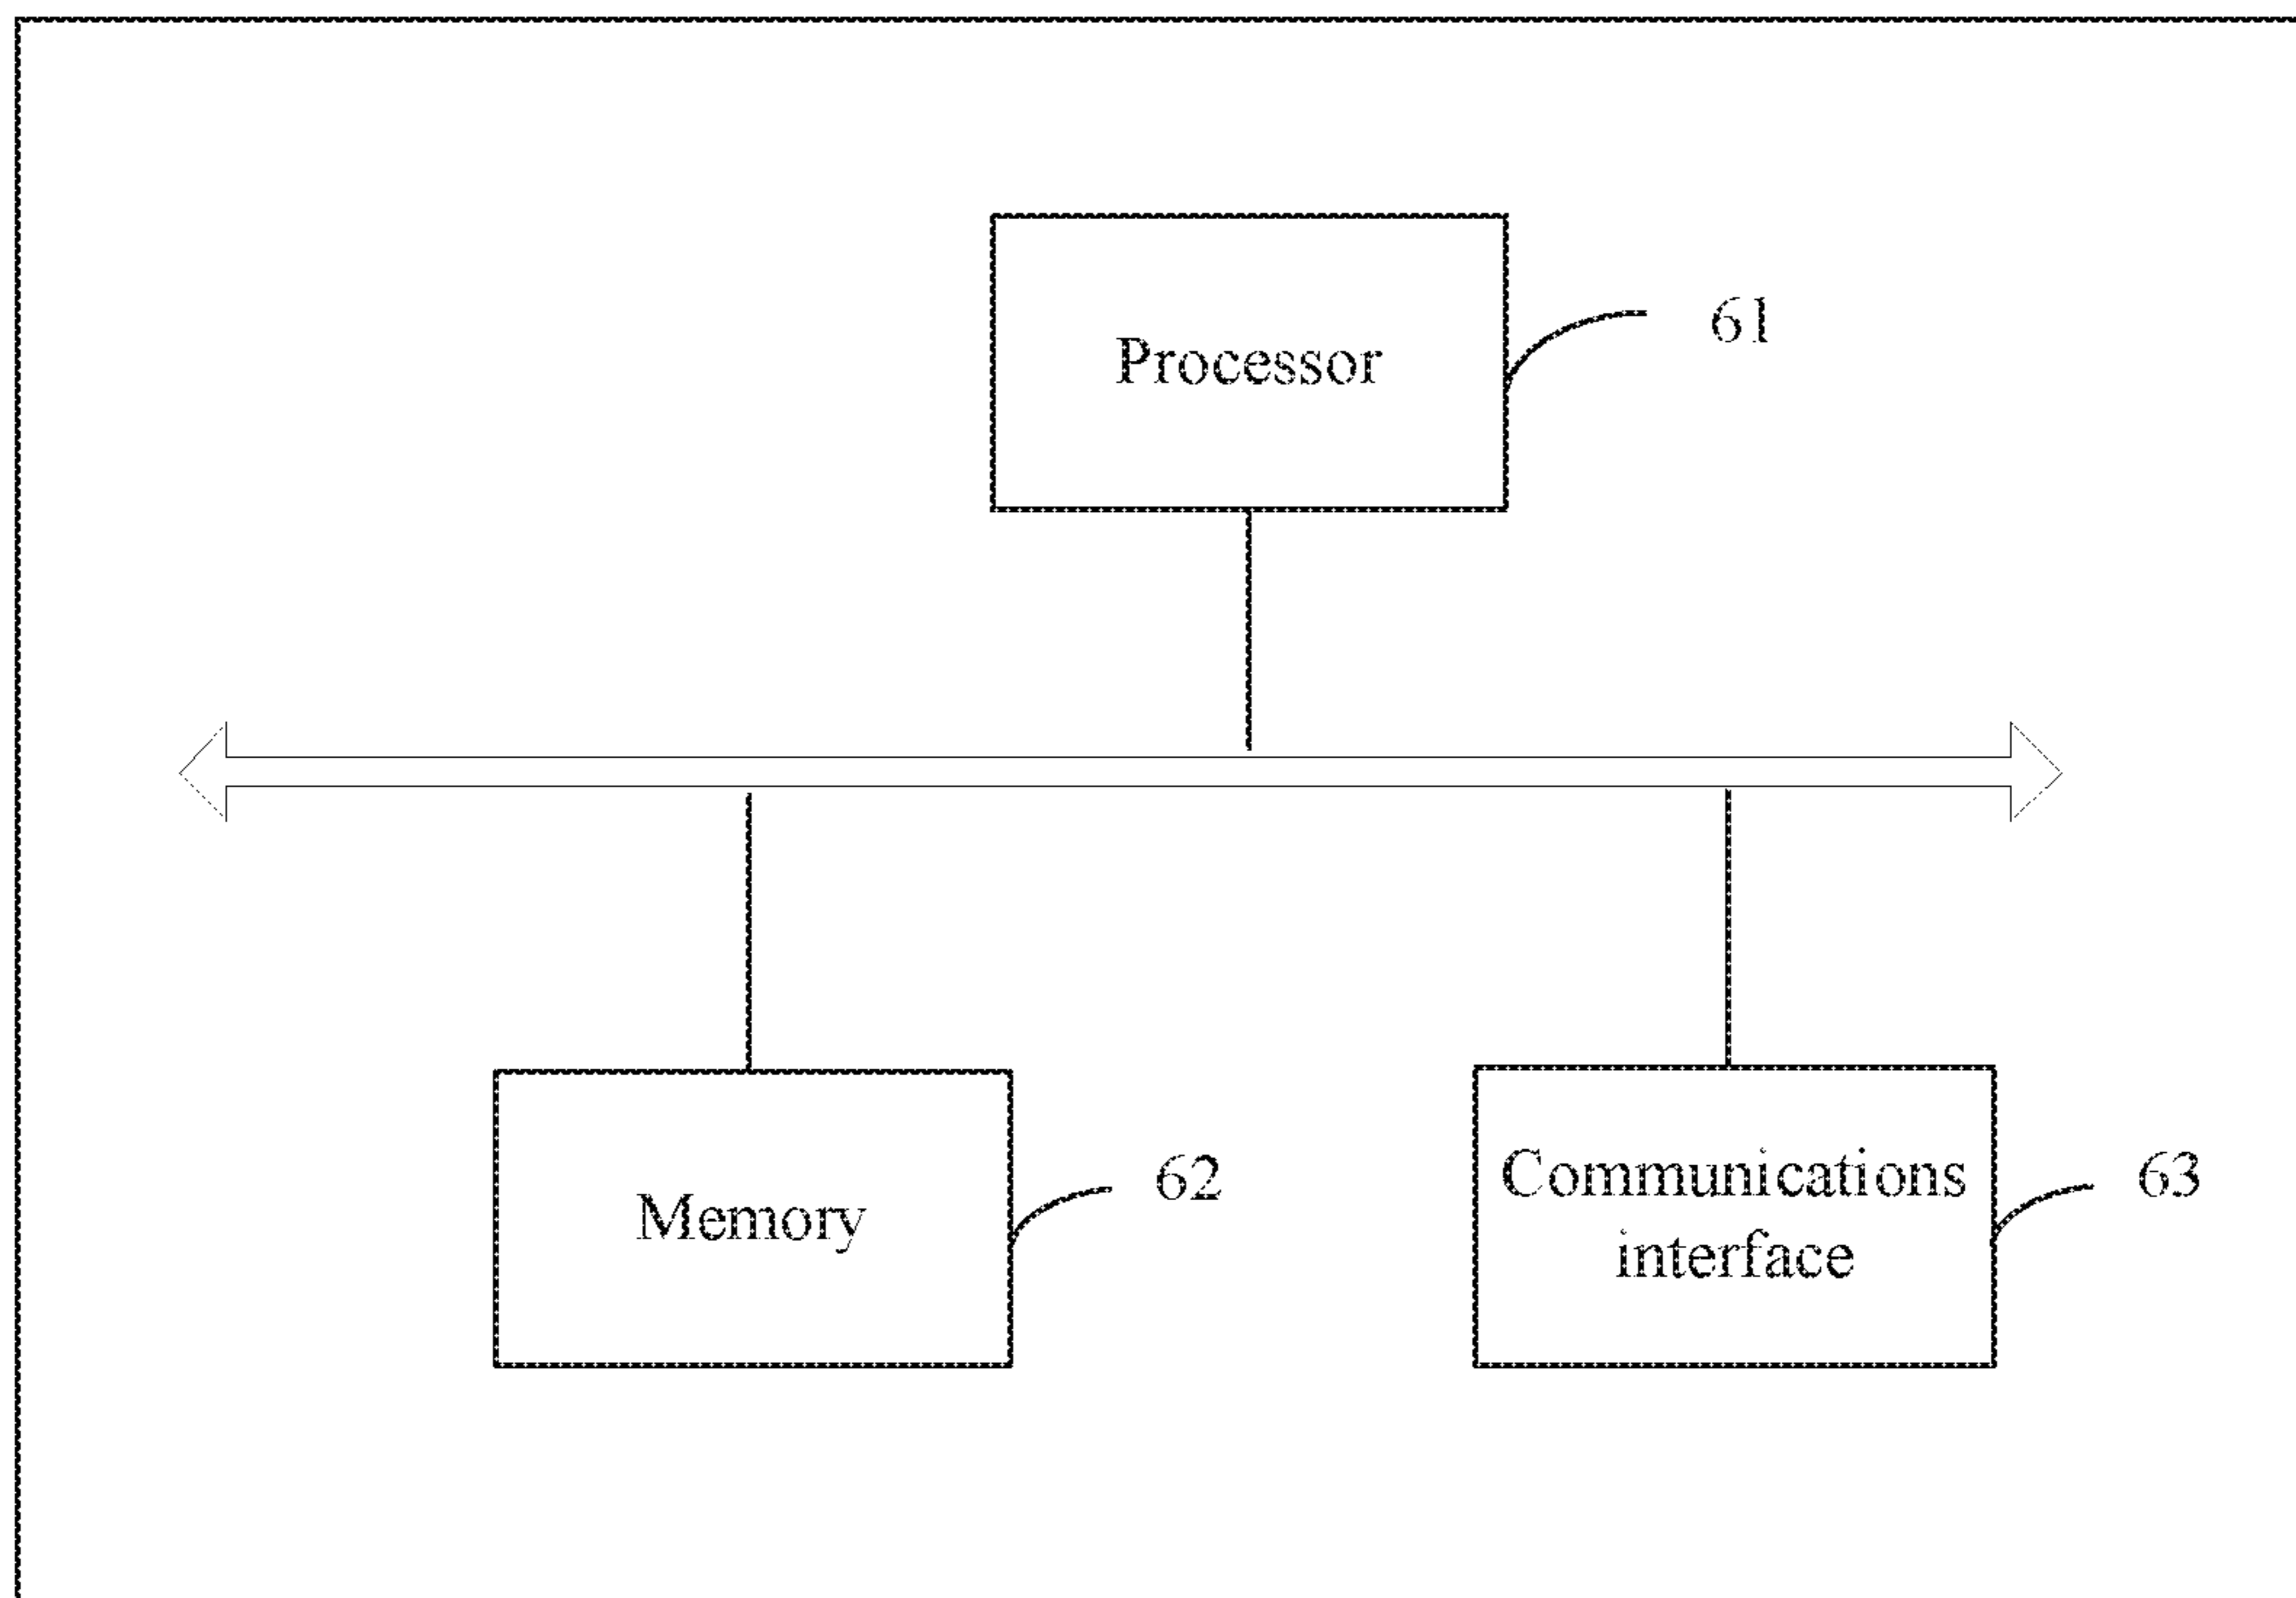 Processor
61
Memory
62
Communications
interface
63